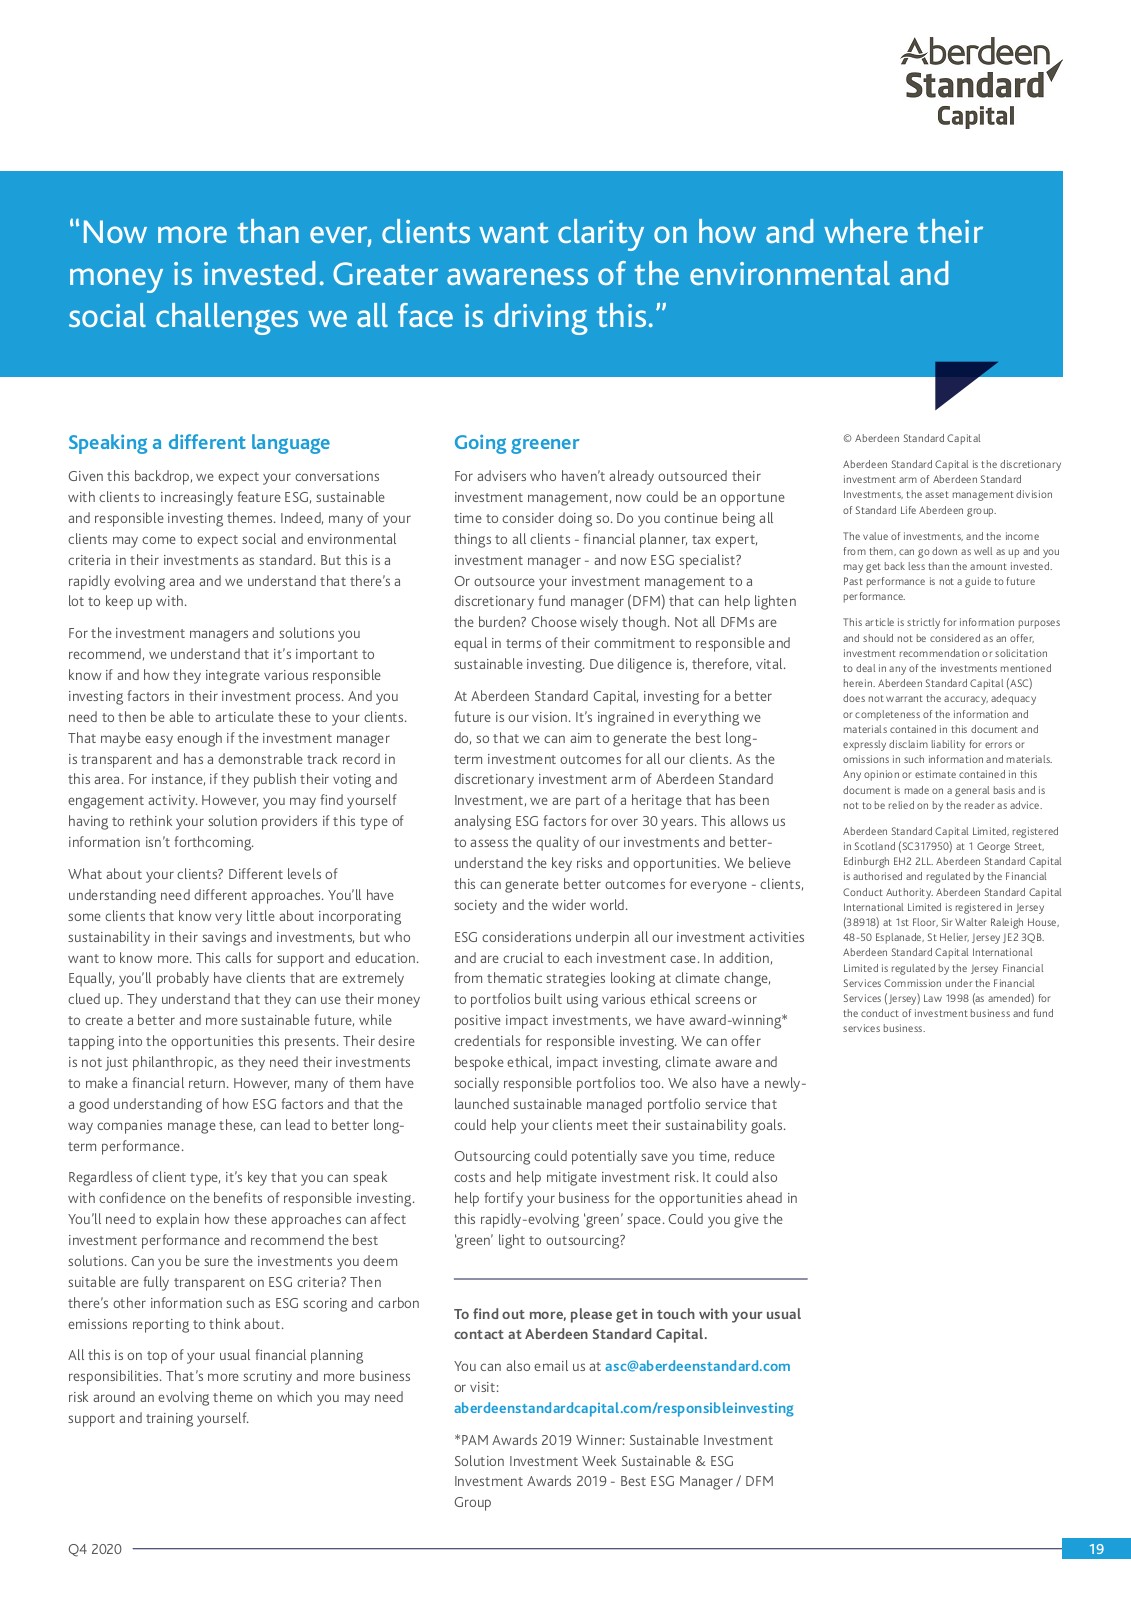 Aberdeen
Standard
Capital
“Now more than ever, clients want clarity on how and where their
money is invested. Greater awareness of the environmental and
social challenges we all face is driving this.”
Speaking a different language
Given this backdrop, we expect your conversations
with clients to increasingly feature ESG, sustainable
and responsible investing themes. Indeed, many of your
clients may come to expect social and environmental
criteria in their investments as standard. But this is a
rapidly evolving area and we understand that there’s a
lot to keep up with.
For the investment managers and solutions you
recommend, we understand that it’s important to
know if and how they integrate various responsible
investing factors in their investment process. And you
need to then be able to articulate these to your clients.
That maybe easy enough if the investment manager
is transparent and has a demonstrable track record in
this area. For instance, if they publish their voting and
engagement activity. However, you may find yourself
having to rethink your solution providers if this type of
information isn’t forthcoming.
What about your clients? Different levels of
understanding need different approaches. You’ll have
some clients that know very little about incorporating
sustainability in their savings and investments, but who
want to know more. This calls for support and education.
Equally, you’ll probably have clients that are extremely
clued up. They understand that they can use their money
to create a better and more sustainable future, while
tapping into the opportunities this presents. Their desire
is not just philanthropic, as they need their investments
to make a financial return. However, many of them have
a good understanding of how ESG factors and that the
way companies manage these, can lead to better long-
term performance.
Regardless of client type, it’s key that you can speak
with confidence on the benefits of responsible investing.
You’ll need to explain how these approaches can affect
investment performance and recommend the best
solutions. Can you be sure the investments you deem
suitable are fully transparent on ESG criteria? Then
there’s other information such as ESG scoring and carbon
emissions reporting to think about.
All this is on top of your usual financial planning
responsibilities. That’s more scrutiny and more business
risk around an evolving theme on which you may need
support and training yourself.
Going greener
For advisers who haven’t already outsourced their
investment management, now could be an opportune
time to consider doing so. Do you continue being all
things to all clients - financial planner, tax expert,
investment manager - and now ESG specialist?
Or outsource your investment management to a
discretionary fund manager (DFM) that can help lighten
the burden? Choose wisely though. Not all DFMs are
equal in terms of their commitment to responsible and
sustainable investing. Due diligence is, therefore, vital.
At Aberdeen Standard Capital, investing for a better
future is our vision. It’s ingrained in everything we
do, so that we can aim to generate the best long-
term investment outcomes for all our clients. As the
discretionary investment arm of Aberdeen Standard
Investment, we are part of a heritage that has been
analysing ESG factors for over 30 years. This allows us
to assess the quality of our investments and better-
understand the key risks and opportunities. We believe
this can generate better outcomes for everyone - clients,
society and the wider world.
ESG considerations underpin all our investment activities
and are crucial to each investment case. In addition,
from thematic strategies looking at climate change,
to portfolios built using various ethical screens or
positive impact investments, we have award-winning*
credentials for responsible investing. We can offer
bespoke ethical, impact investing, climate aware and
socially responsible portfolios too. We also have a newly-
launched sustainable managed portfolio service that
could help your clients meet their sustainability goals.
Outsourcing could potentially save you time, reduce
costs and help mitigate investment risk. It could also
help fortify your business for the opportunities ahead in
this rapidly-evolving ‘green’ space. Could you give the
‘green’ light to outsourcing?
To find out more, please get in touch with your usual
contact at Aberdeen Standard Capital.
You can also email us at asc@aberdeenstandard.com
or visit:
aberdeenstandardcapital.com/responsibleinvesting
*PAM Awards 2019 Winner: Sustainable Investment
Solution Investment Week Sustainable & ESG
Investment Awards 2019 - Best ESG Manager / DFM
Group
© Aberdeen Standard Capital
Aberdeen Standard Capital is the discretionary
investment arm of Aberdeen Standard
Investments, the asset management division
of Standard Life Aberdeen group.
The value of investments, and the income
from them, can go down as well as up and you
may get back less than the amount invested.
Past performance is not a guide to future
performance.
This article is strictly for information purposes
and should not be considered as an offer,
investment recommendation or solicitation
to deal in any of the investments mentioned
herein. Aberdeen Standard Capital (ASC)
does not warrant the accuracy, adequacy
or completeness of the information and
materials contained in this document and
expressly disclaim liability for errors or
omissions in such information and materials.
Any opinion or estimate contained in this
document is made on a general basis and is
not to be relied on by the reader as advice.
Aberdeen Standard Capital Limited, registered
in Scotland (SC317950) at 1 George Street,
Edinburgh EH2 2LL. Aberdeen Standard Capital
is authorised and regulated by the Financial
Conduct Authority. Aberdeen Standard Capital
International Limited is registered in Jersey
(38918) at 1st Floor, Sir Walter Raleigh House,
48-50 Esplanade, St Helier, Jersey JE2 3QB.
Aberdeen Standard Capital International
Limited is regulated by the Jersey Financial
Services Commission under the Financial
Services (Jersey) Law 1998 (as amended) for
the conduct of investment business and fund
services business.
Q4 2020
19